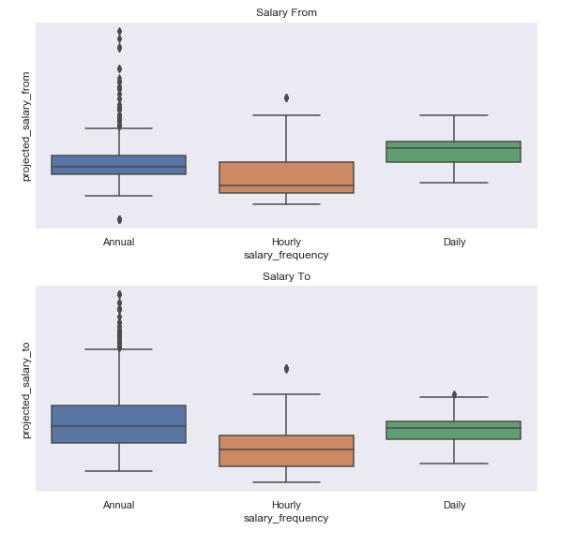 Salary From
projected_salary_from
Annual Hourly Daily
salary_frequency
Salary To
projected_salary_to
Annual Hourly Daily
salary_frequency